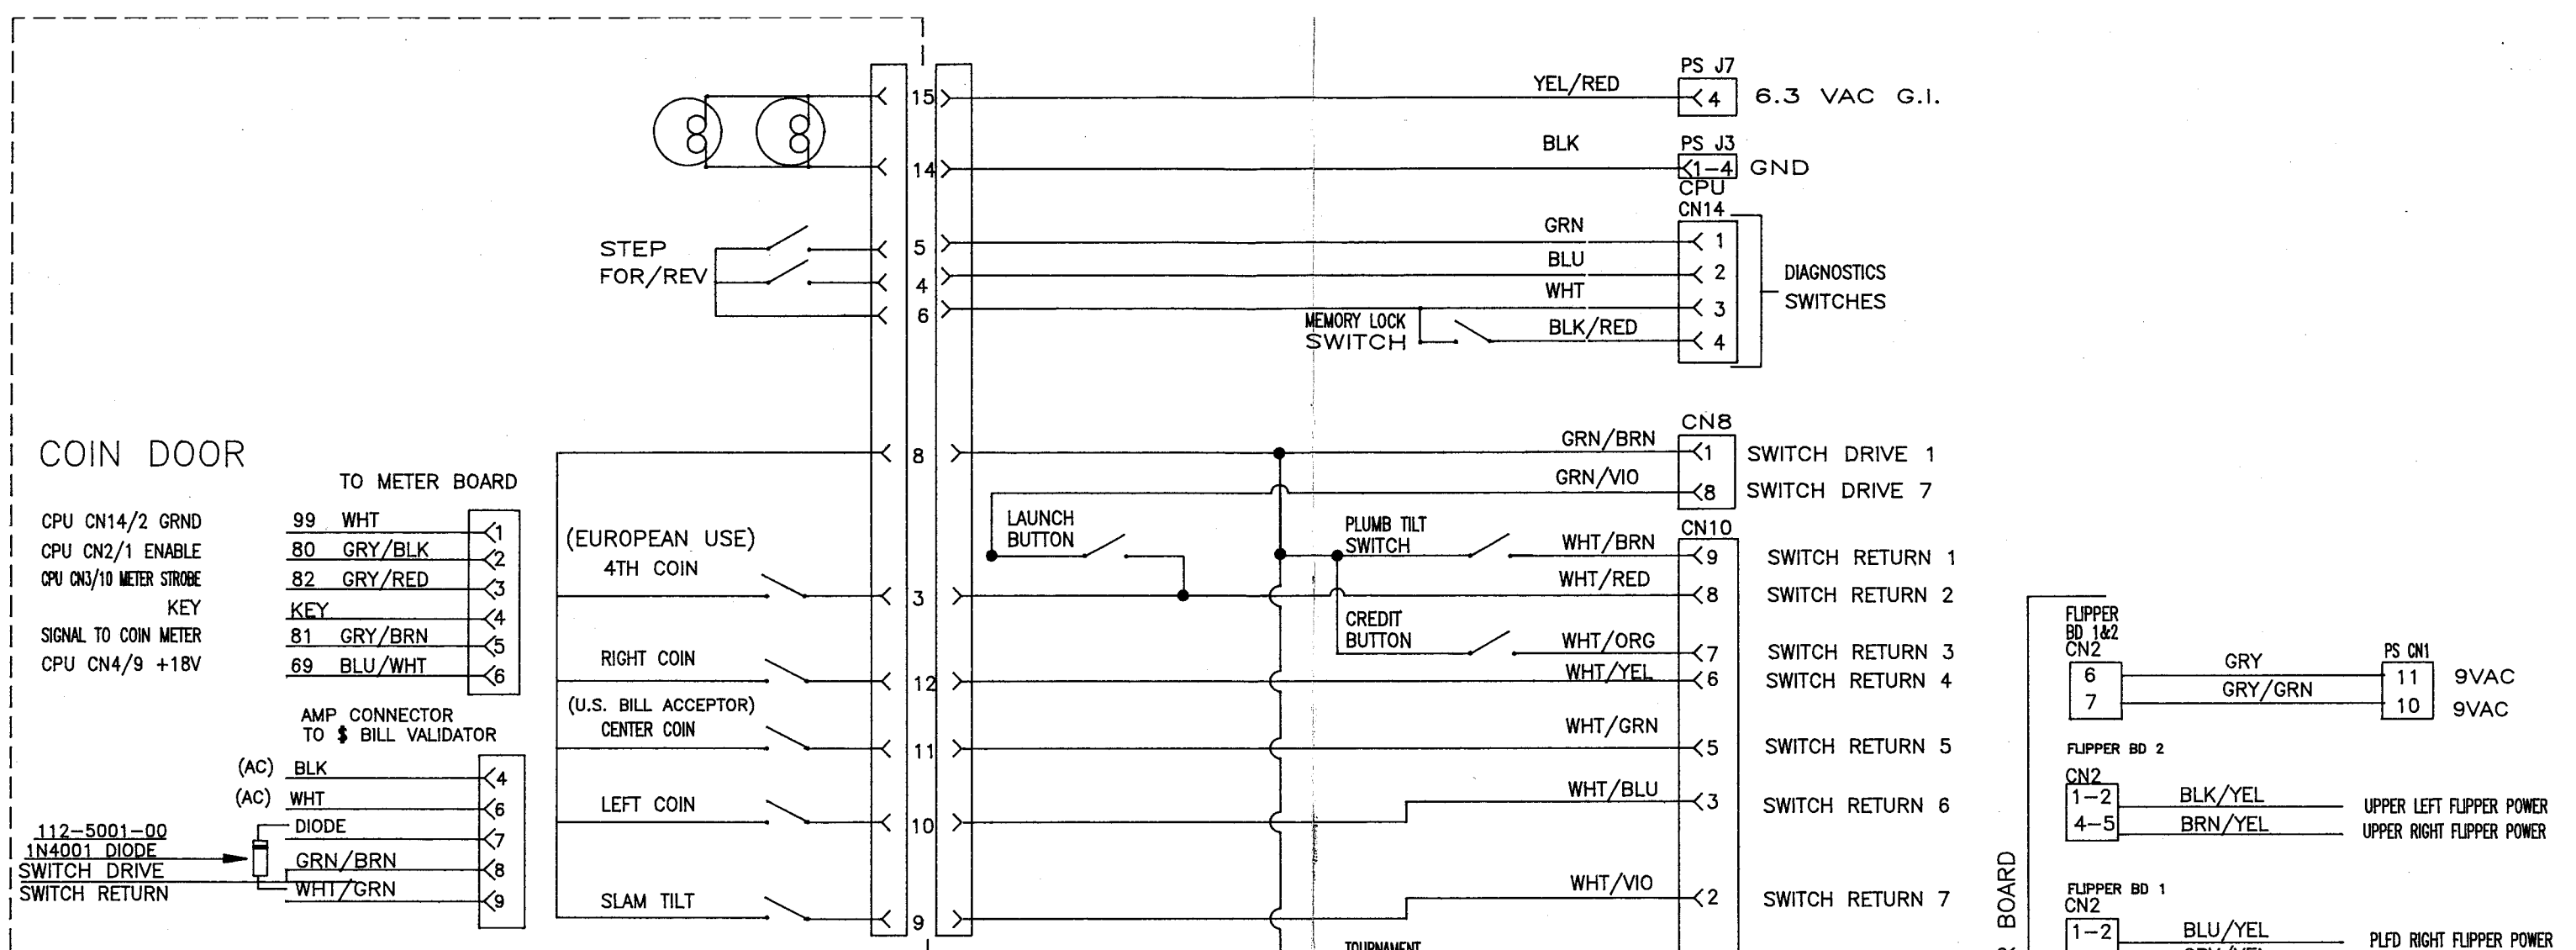 PS J7
YEL/RED
15
4
6.3 VAC G.I.
PS J3
BLK
14
1-4
GND
CPU
CN14
STEP
FOR/REV
5
GRN
1
4
BLU
2
6
WHT
3
DIAGNOSTICS
SWITCHES
MEMORY LOCK
SWITCH
BLK/RED
4
COIN DOOR
CN8
8
GRN/BRN
1
SWITCH DRIVE 1
GRN/VIO
8
SWITCH DRIVE 7
TO METER BOARD
CPU CN14/2 GRND
99 WHT
1
CPU CN2/1 ENABLE
80 GRY/BLK
2
CPU CN3/10 METER STROBE
82 GRY/RED
3
KEY
KEY
4
SIGNAL TO COIN METER
81 GRY/BRN
5
CPU CN4/9 +18V
69 BLU/WHT
6
LAUNCH
BUTTON
PLUMB TILT
SWITCH
CN10
WHT/BRN
9
SWITCH RETURN 1
(EUROPEAN USE)
4TH COIN
3
WHT/RED
8
SWITCH RETURN 2
CREDIT
BUTTON
WHT/ORG
7
SWITCH RETURN 3
RIGHT COIN
12
WHT/YEL
6
SWITCH RETURN 4
(U.S. BILL ACCEPTOR)
CENTER COIN
11
WHT/GRN
5
SWITCH RETURN 5
LEFT COIN
10
WHT/BLU
3
SWITCH RETURN 6
SLAM TILT
9
WHT/VIO
2
SWITCH RETURN 7
AMP CONNECTOR
TO $ BILL VALIDATOR
(AC) BLK
4
(AC) WHT
6
DIODE
7
112-5001-00
1N4001 DIODE
SWITCH DRIVE
GRN/BRN
8
SWITCH RETURN
WHT/GRN
9
TOURNAMENT
BOARD
FLIPPER
BD 1&2
CN2
PS CN1
6
GRY
11
9VAC
7
GRY/GRN
10
9VAC
FLIPPER BD 2
CN2
1-2
BLK/YEL
UPPER LEFT FLIPPER POWER
4-5
BRN/YEL
UPPER RIGHT FLIPPER POWER
FLIPPER BD 1
CN2
1-2
BLU/YEL
PLFD RIGHT FLIPPER POWER